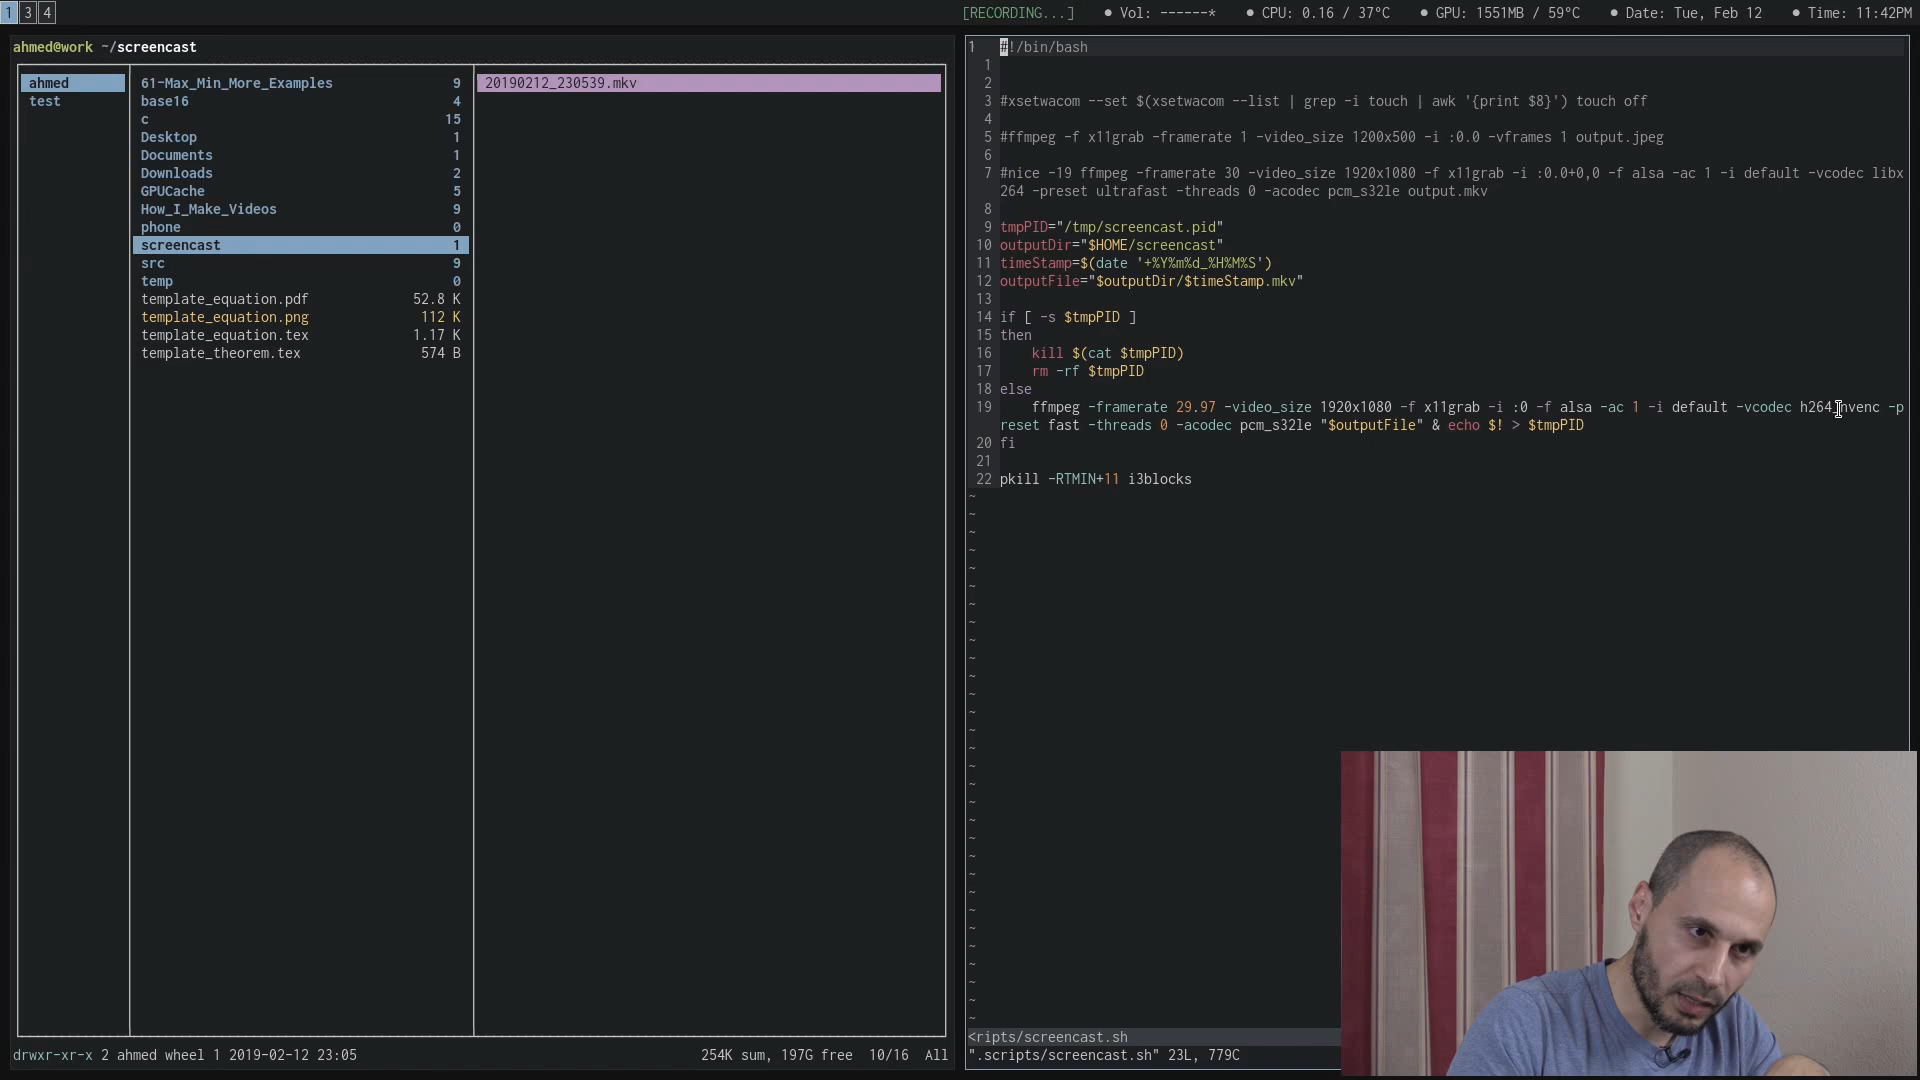 1 3 4 [RECORDING...] ● Vol: ------* ● CPU: 0.16 / 37°C ● GPU: 1551MB / 59°C ● Date: Tue, Feb 12 ● Time: 11:42PM
ahmed@work ~/screencast
ahmed
test
61-Max_Min_More_Examples 9
base16 4
c 15
Desktop 1
Documents 1
Downloads 2
GPUCache 5
How_I_Make_Videos 9
phone 0
screencast 1
src 9
temp 0
template_equation.pdf 52.8 K
template_equation.png 112 K
template_equation.tex 1.17 K
template_theorem.tex 574 B
20190212_230539.mkv
drwxr-xr-x 2 ahmed wheel 1 2019-02-12 23:05 254K sum, 197G free 10/16 All
1 #!/bin/bash
1
2
3 #xsetwacom --set $(xsetwacom --list | grep -i touch | awk '{print $8}') touch off
4
5 #ffmpeg -f x11grab -framerate 1 -video_size 1200x500 -i :0.0 -vframes 1 output.jpeg
6
7 #nice -19 ffmpeg -framerate 30 -video_size 1920x1080 -f x11grab -i :0.0+0,0 -f alsa -ac 1 -i default -vcodec libx
264 -preset ultrafast -threads 0 -acodec pcm_s32le output.mkv
8
9 tmpPID="/tmp/screencast.pid"
10 outputDir="$HOME/screencast"
11 timeStamp=$(date '+%Y%m%d_%H%M%S')
12 outputFile="$outputDir/$timeStamp.mkv"
13
14 if [ -s $tmpPID ]
15 then
16 kill $(cat $tmpPID)
17 rm -rf $tmpPID
18 else
19 ffmpeg -framerate 29.97 -video_size 1920x1080 -f x11grab -i :0 -f alsa -ac 1 -i default -vcodec h264_nvenc -p
reset fast -threads 0 -acodec pcm_s32le "$outputFile" & echo $! > $tmpPID
20 fi
21
22 pkill -RTMIN+11 i3blocks
<ripts/screencast.sh
".scripts/screencast.sh" 23L, 779C